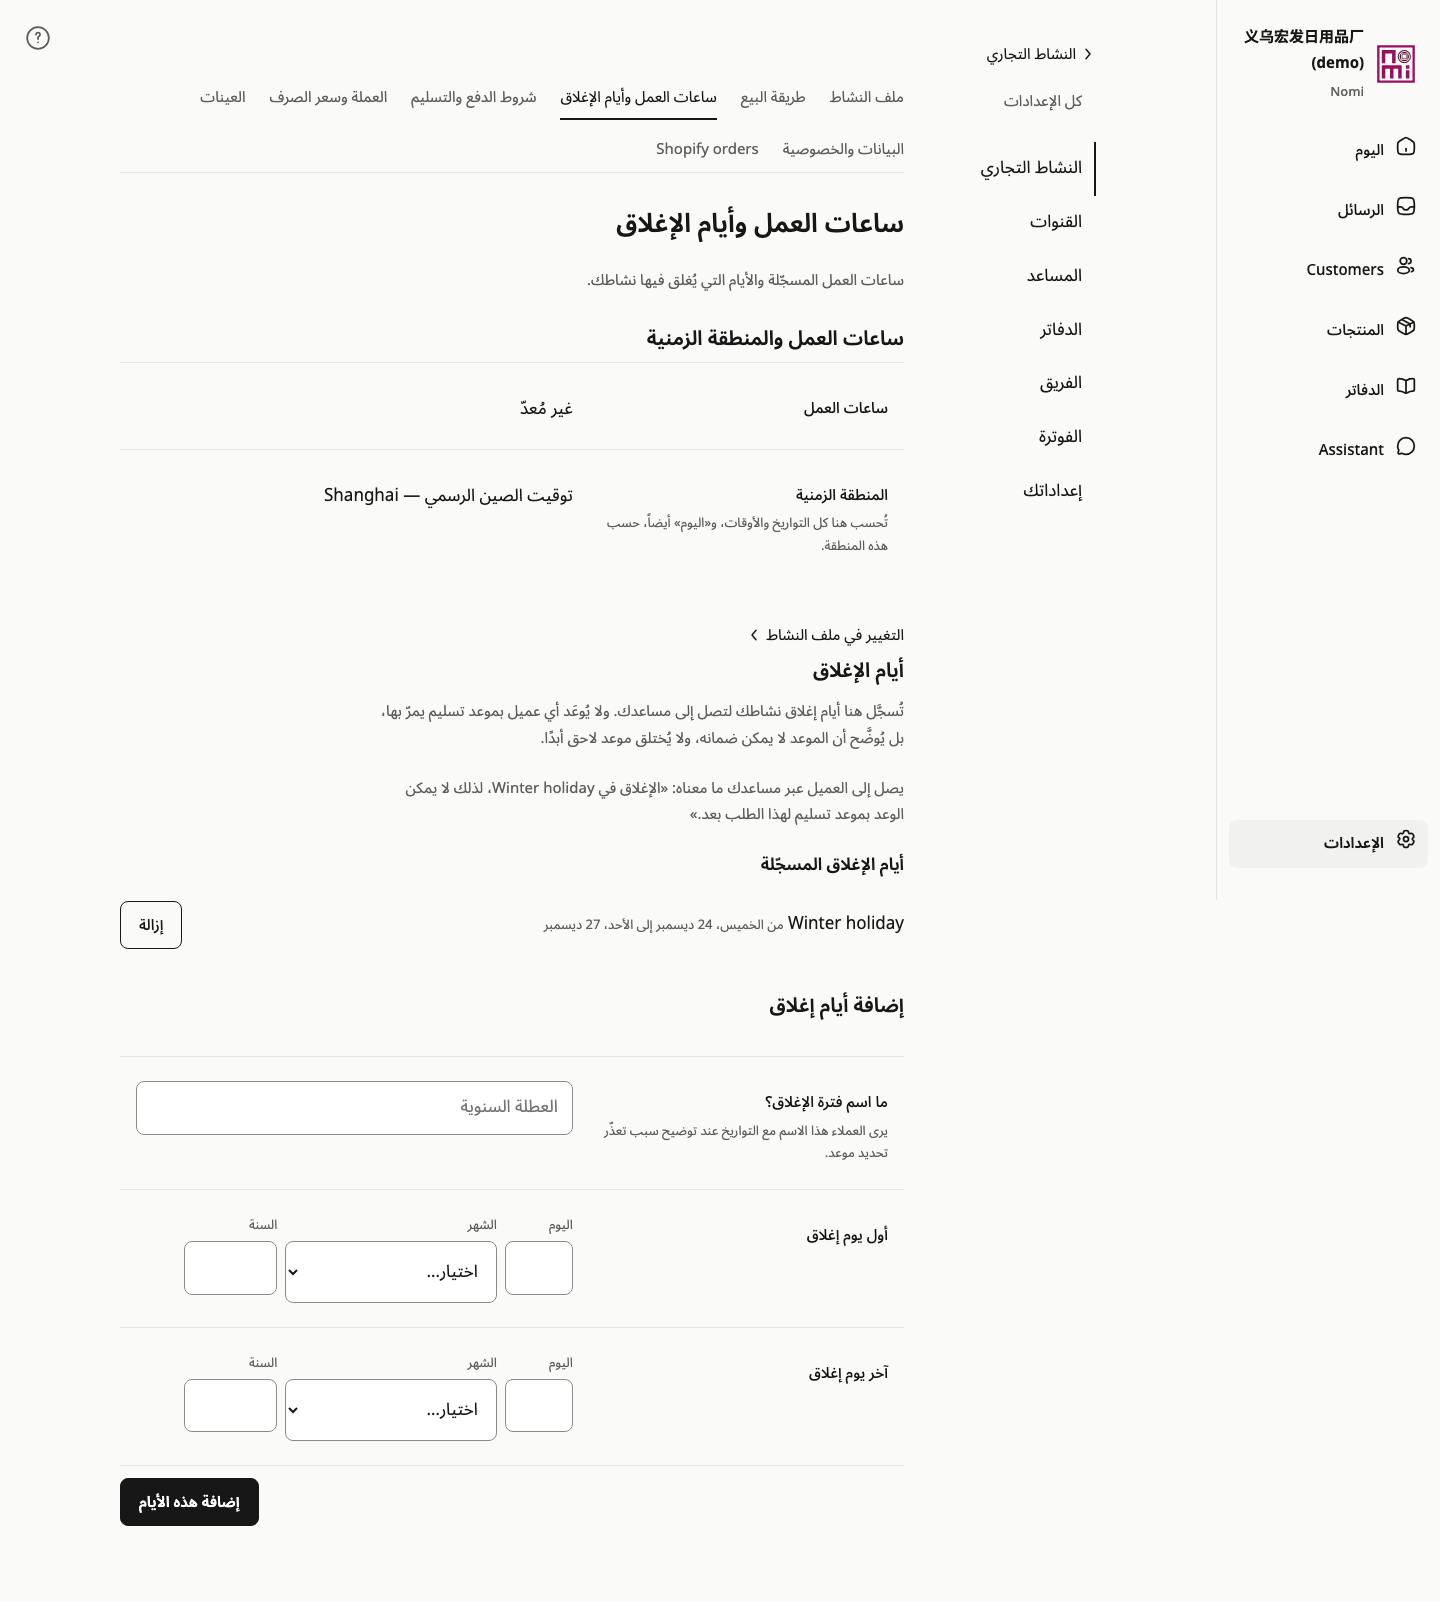 义乌宏发日用品厂
(demo)
Nomi
اليوم
الرسائل
Customers
المنتجات
الدفاتر
Assistant
الإعدادات
النشاط التجاري
كل الإعدادات
النشاط التجاري
القنوات
المساعد
الدفاتر
الفريق
الفوترة
إعداداتك
ملف النشاط
طريقة البيع
ساعات العمل وأيام الإغلاق
شروط الدفع والتسليم
العملة وسعر الصرف
العينات
البيانات والخصوصية
Shopify orders
ساعات العمل وأيام الإغلاق
ساعات العمل المسجّلة والأيام التي يُغلق فيها نشاطك.
ساعات العمل والمنطقة الزمنية
ساعات العمل
غير مُعدّ
المنطقة الزمنية
توقيت الصين الرسمي — Shanghai
تُحسب هنا كل التواريخ والأوقات، و«اليوم» أيضاً، حسب
هذه المنطقة.
التغيير في ملف النشاط
أيام الإغلاق
تُسجَّل هنا أيام إغلاق نشاطك لتصل إلى مساعدك. ولا يُوعَد أي عميل بموعد تسليم يمرّ بها،
بل يُوضَّح أن الموعد لا يمكن ضمانه، ولا يُختلق موعد لاحق أبدًا.
يصل إلى العميل عبر مساعدك ما معناه: «الإغلاق في Winter holiday، لذلك لا يمكن
الوعد بموعد تسليم لهذا الطلب بعد.»
أيام الإغلاق المسجّلة
Winter holiday من الخميس، 24 ديسمبر إلى الأحد، 27 ديسمبر
إزالة
إضافة أيام إغلاق
ما اسم فترة الإغلاق؟
العطلة السنوية
يرى العملاء هذا الاسم مع التواريخ عند توضيح سبب تعذّر
تحديد موعد.
أول يوم إغلاق
اليوم
الشهر
السنة
اختيار...
آخر يوم إغلاق
اليوم
الشهر
السنة
اختيار...
إضافة هذه الأيام